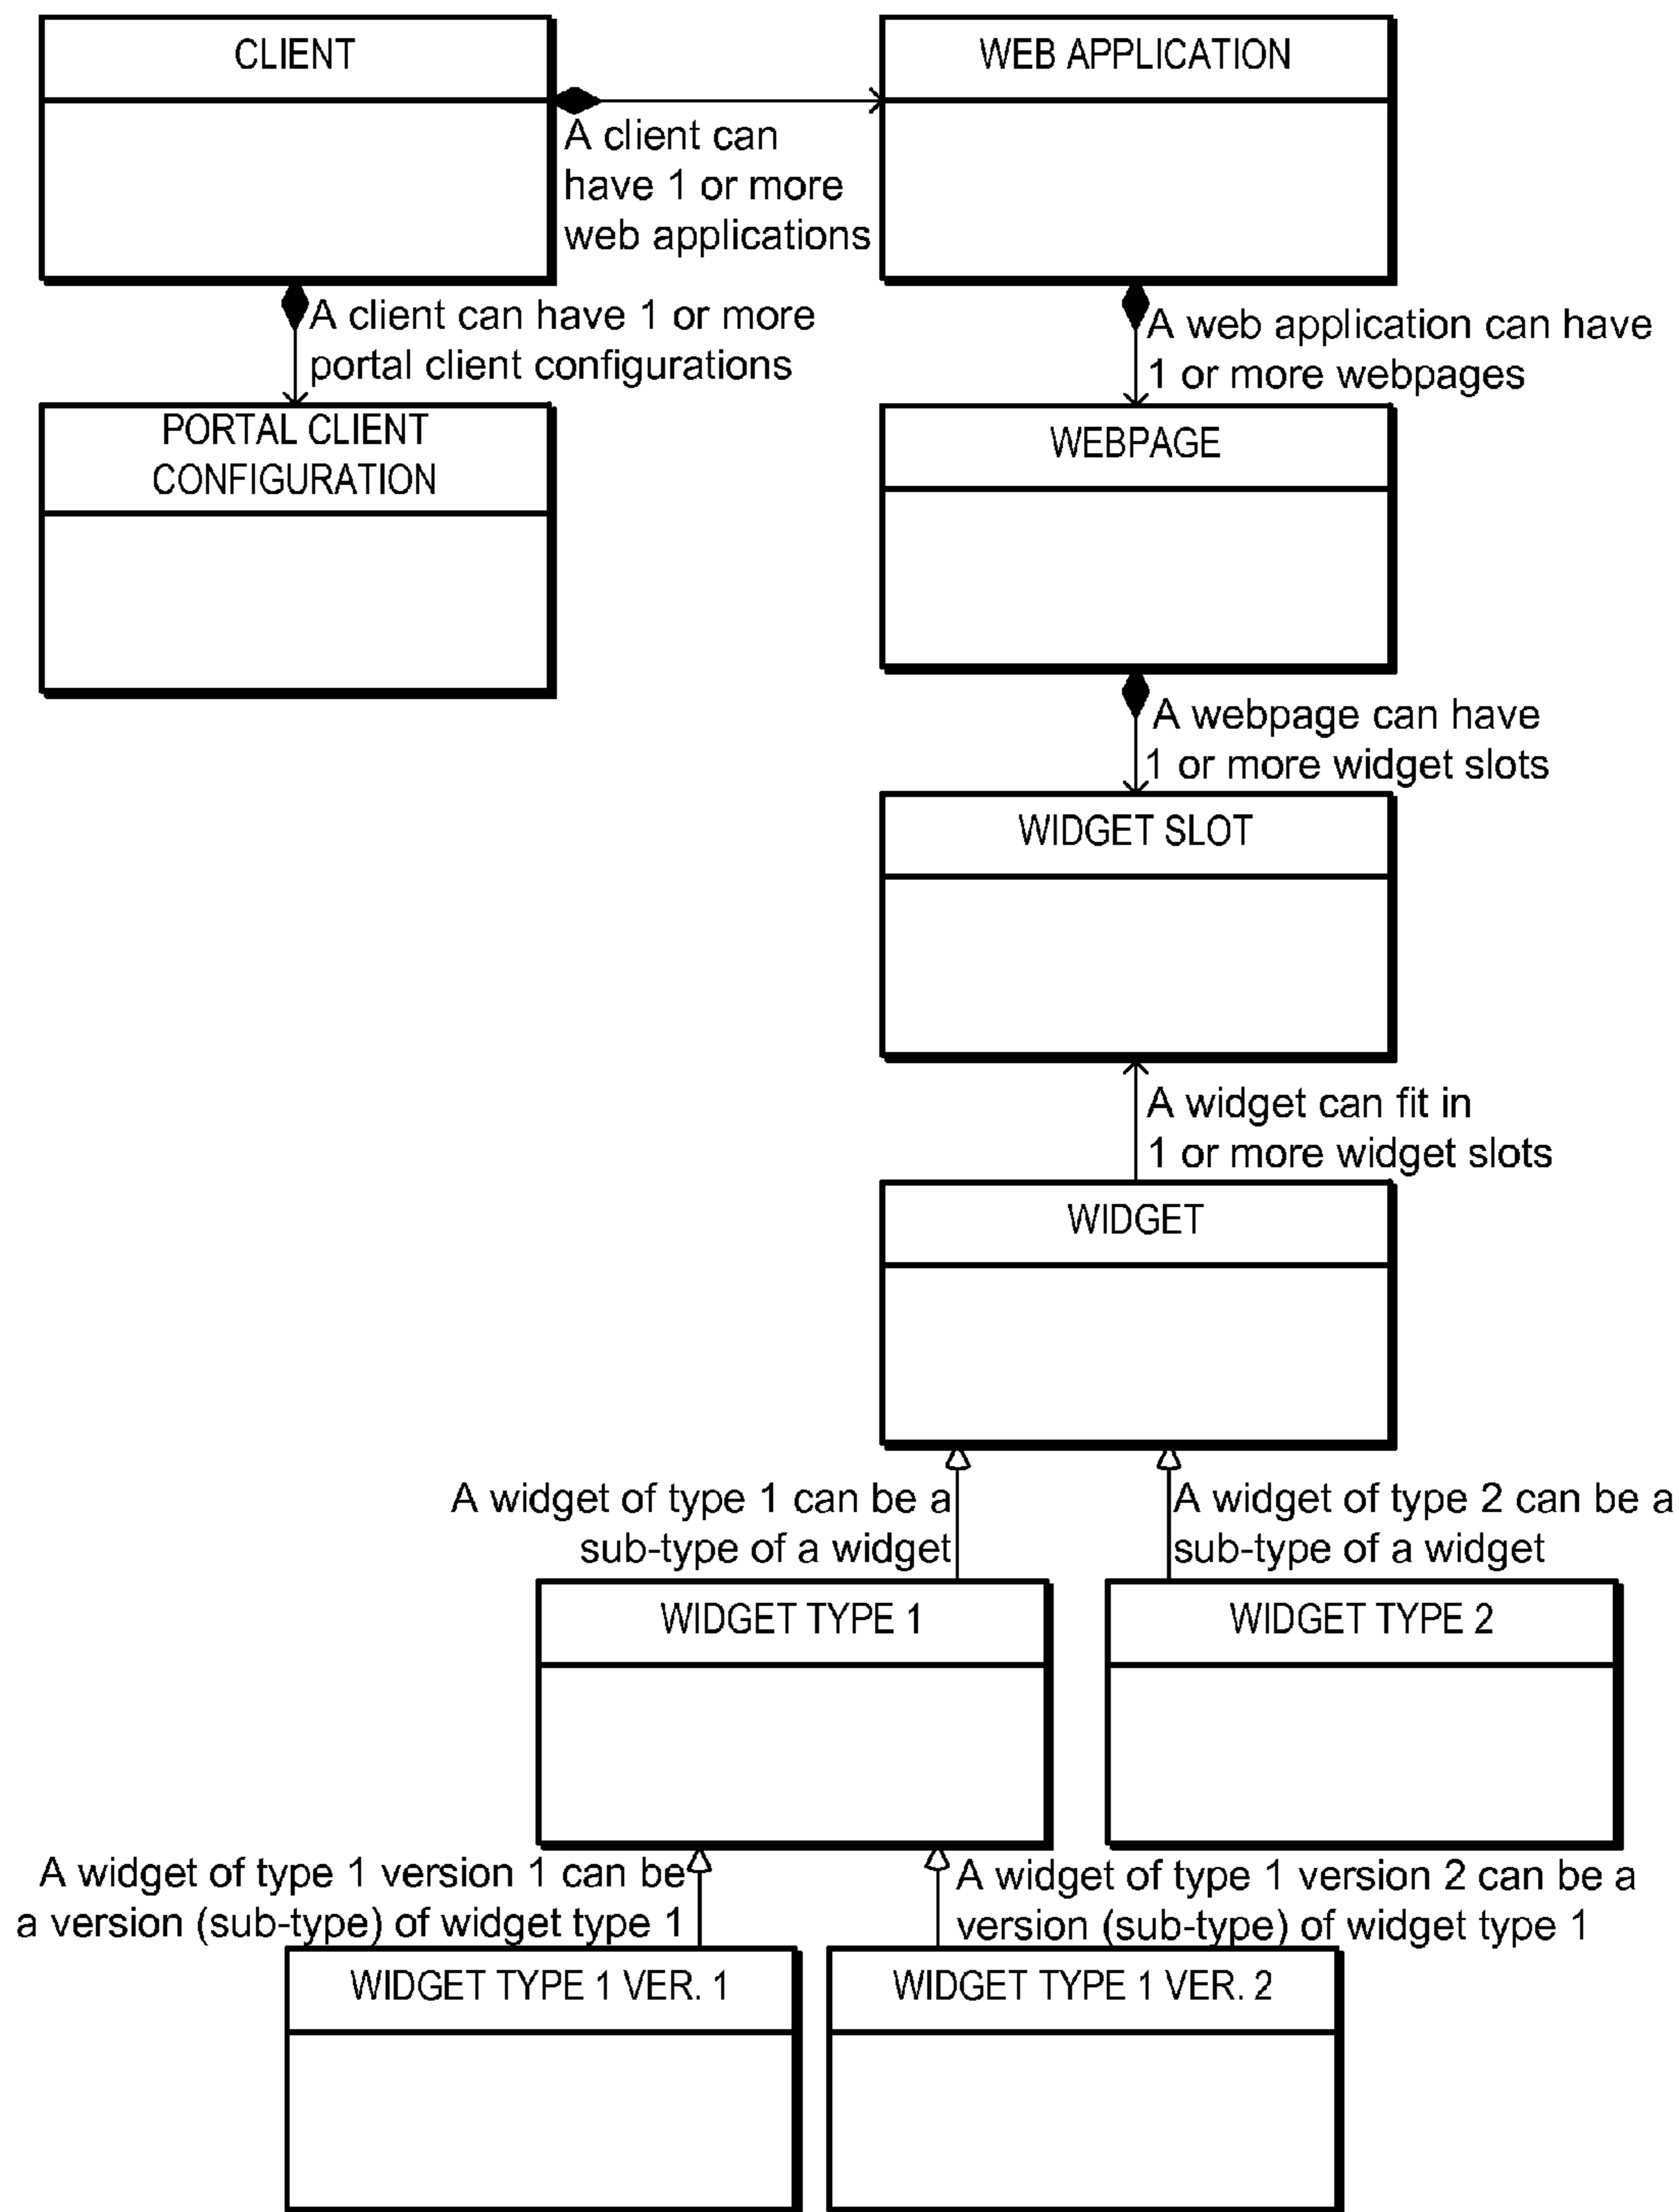 CLIENT
WEB APPLICATION
A client can
have 1 or more
web applications
A client can have 1 or more
portal client configurations
A web application can have
1 or more webpages
PORTAL CLIENT
CONFIGURATION
WEBPAGE
A webpage can have
1 or more widget slots
WIDGET SLOT
A widget can fit in
1 or more widget slots
WIDGET
A widget of type 1 can be a
sub-type of a widget
A widget of type 2 can be a
sub-type of a widget
WIDGET TYPE 1
WIDGET TYPE 2
A widget of type 1 version 1 can be
a version (sub-type) of widget type 1
A widget of type 1 version 2 can be a
version (sub-type) of widget type 1
WIDGET TYPE 1 VER. 1
WIDGET TYPE 1 VER. 2